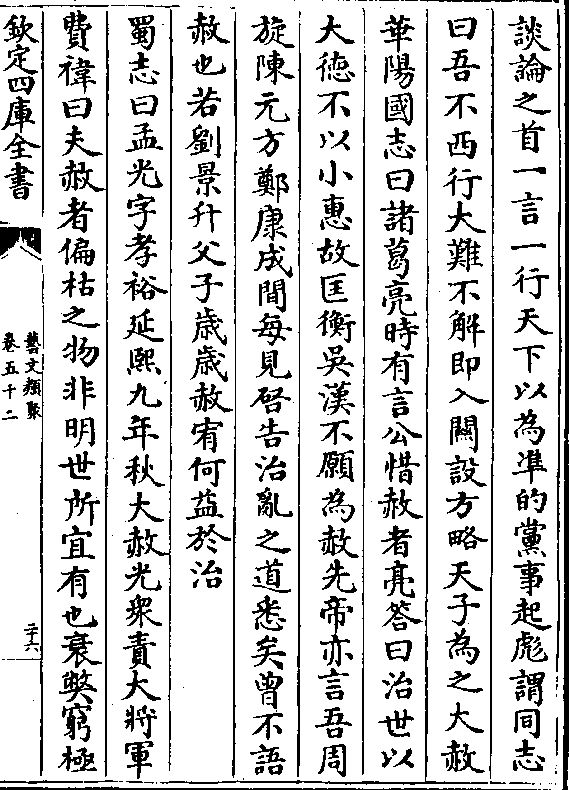 談論之首一言一行天下以為準的黨事起彪謂同志
曰吾不西行大難不解即入闗設方略天子為之大赦
華陽國志曰諸葛亮時有言公惜赦者亮答曰治世以
大徳不以小惠故匡衡吳漢不願為赦先帝亦言吾周
旋陳元方鄭康成間每見啓告治亂之道悉矣曾不語
赦也若劉景升父子歲歲赦宥何益於治
蜀志曰孟光字孝裕延熙九年秋大赦光衆責大將軍
費禕曰夫赦者偏枯之物非明世所宜有也衰獘窮極
欽定四庫全書
藝文類聚
卷五十二
二十六